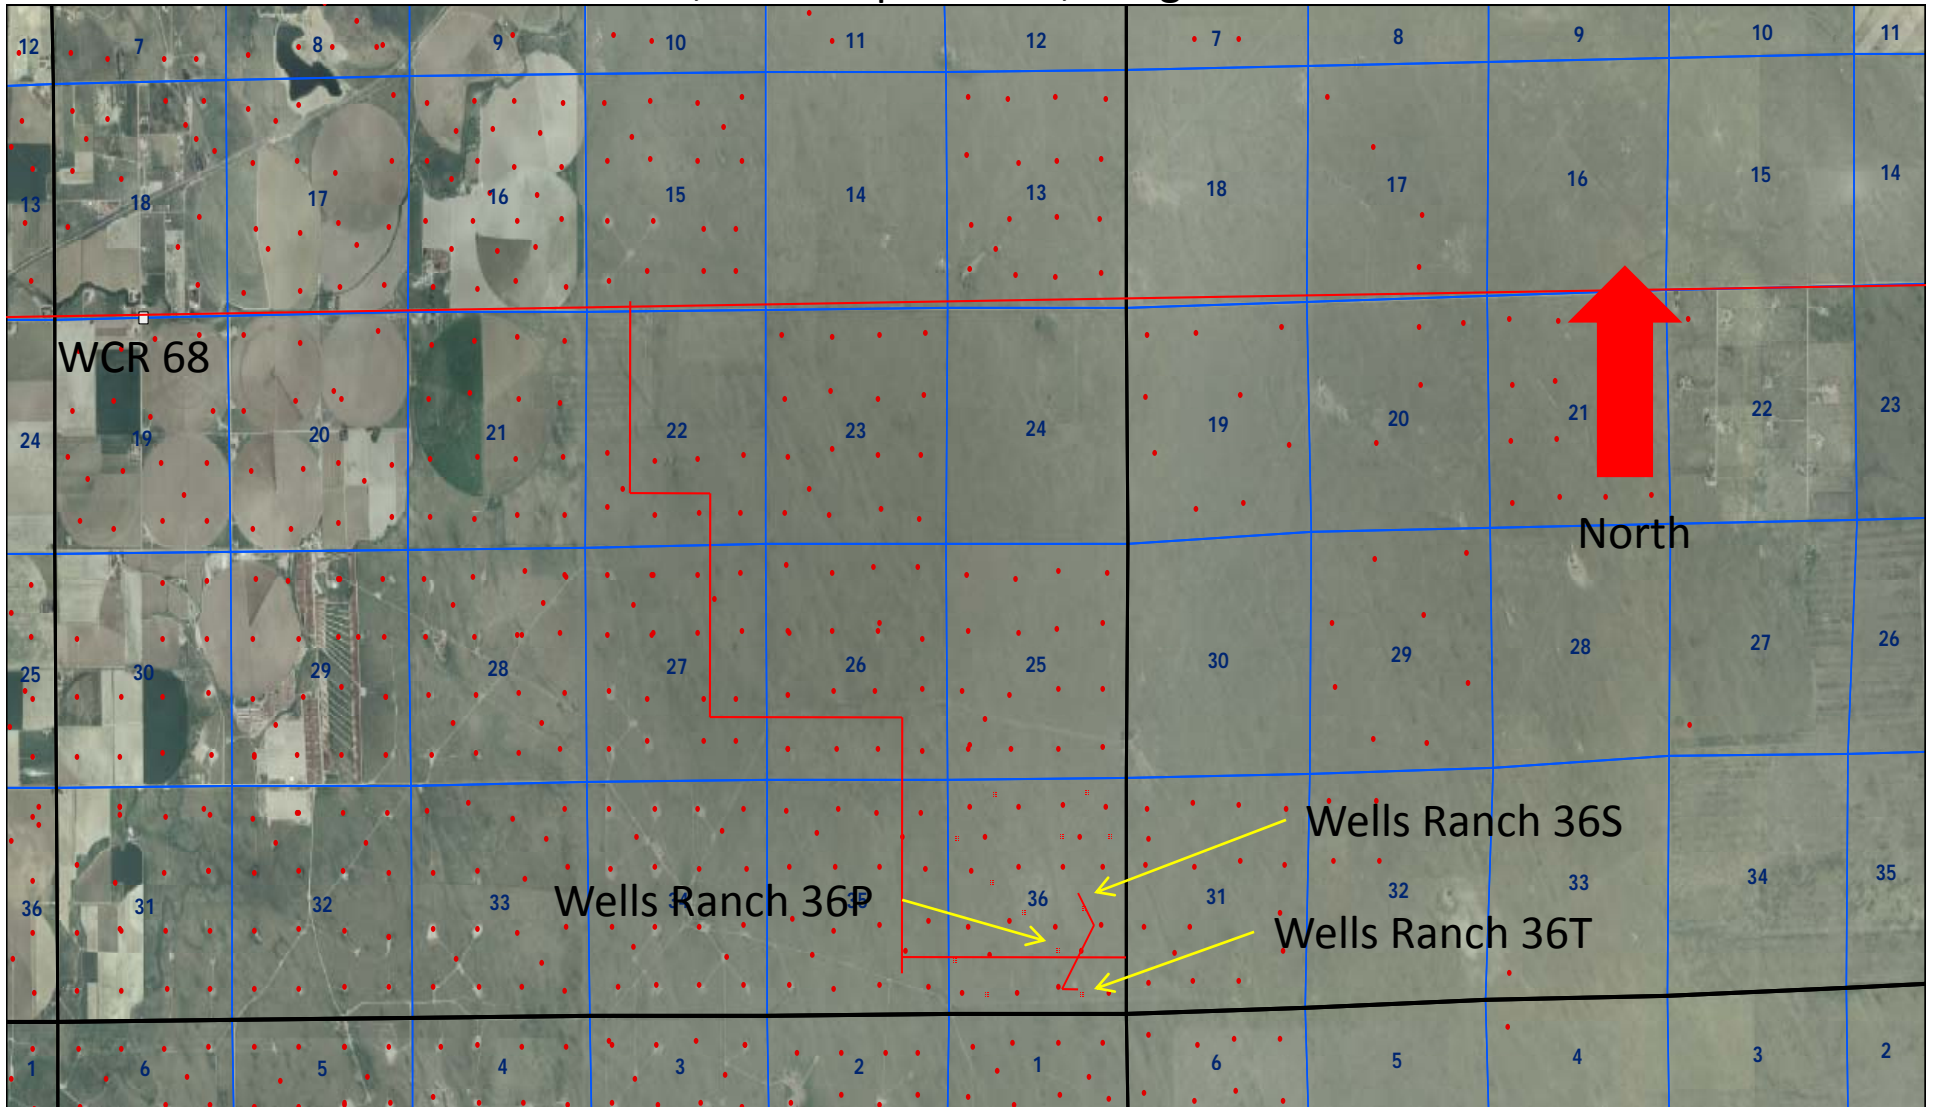 12 7 8 9 10 11 12 7 8 9 10 11
13 18 17 16 15 14 13 18 17 16 15 14
WCR 68
24 19 20 21 22 23 24 19 20 21 22 23
North
25 30 29 28 27 26 25 30 29 28 27 26
Wells Ranch 36S
36 31 32 33 34 35 36 31 32 33 34 35
Wells Ranch 36P
Wells Ranch 36T
1 6 5 4 3 2 1 6 5 4 3 2